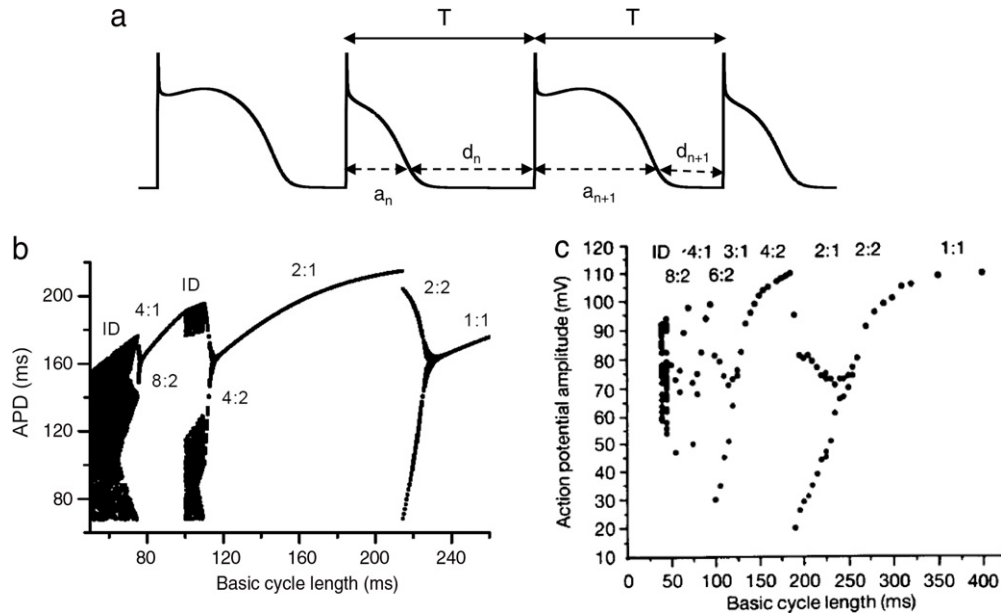 a
T T
d_n d_{n+1}
a_n a_{n+1}
b
APD (ms)
200
160
120
80
80 120 160 200 240
Basic cycle length (ms)
ID
4:1
8:2
ID
4:2
2:1
2:2
1:1
c
Action potential amplitude (mV)
120
110
100
90
80
70
60
50
40
30
20
10
0 50 100 150 200 250 300 350 400
Basic cycle length (ms)
ID 4:1 3:1 4:2 2:1 2:2 1:1
8:2 6:2